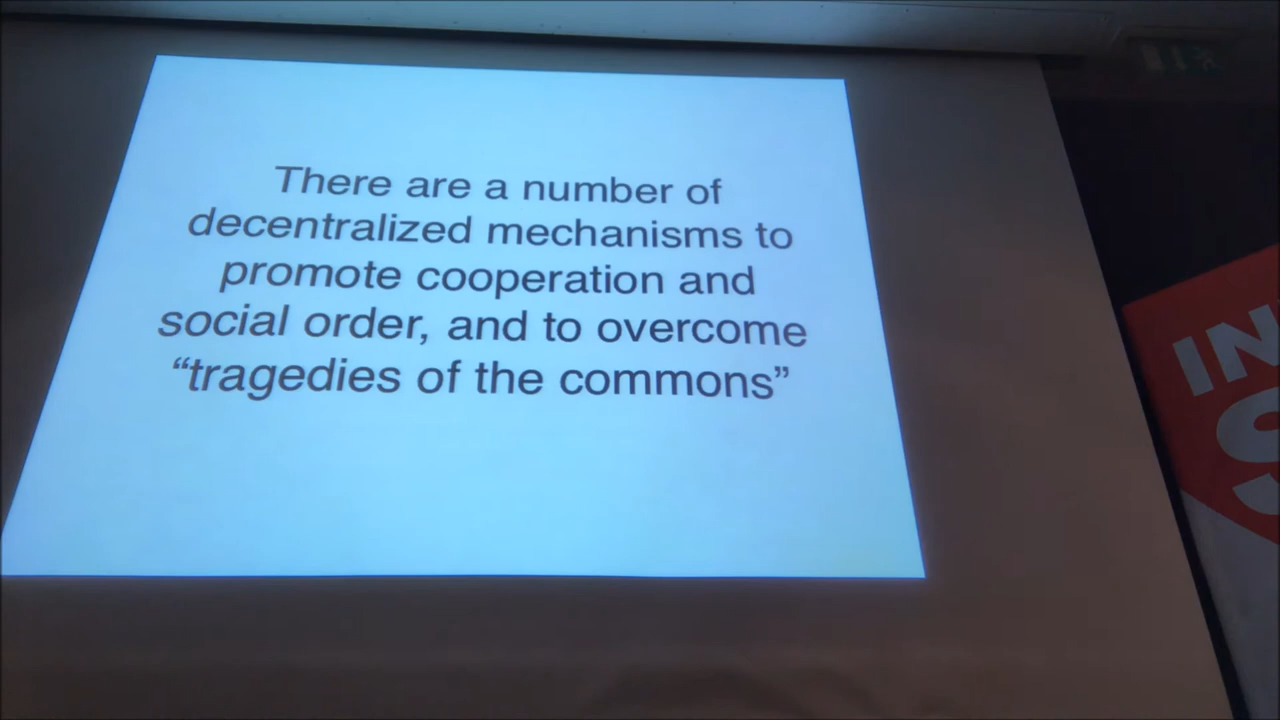 There are a number of
decentralized mechanisms to
promote cooperation and
social order, and to overcome
“tragedies of the commons”
IN
S